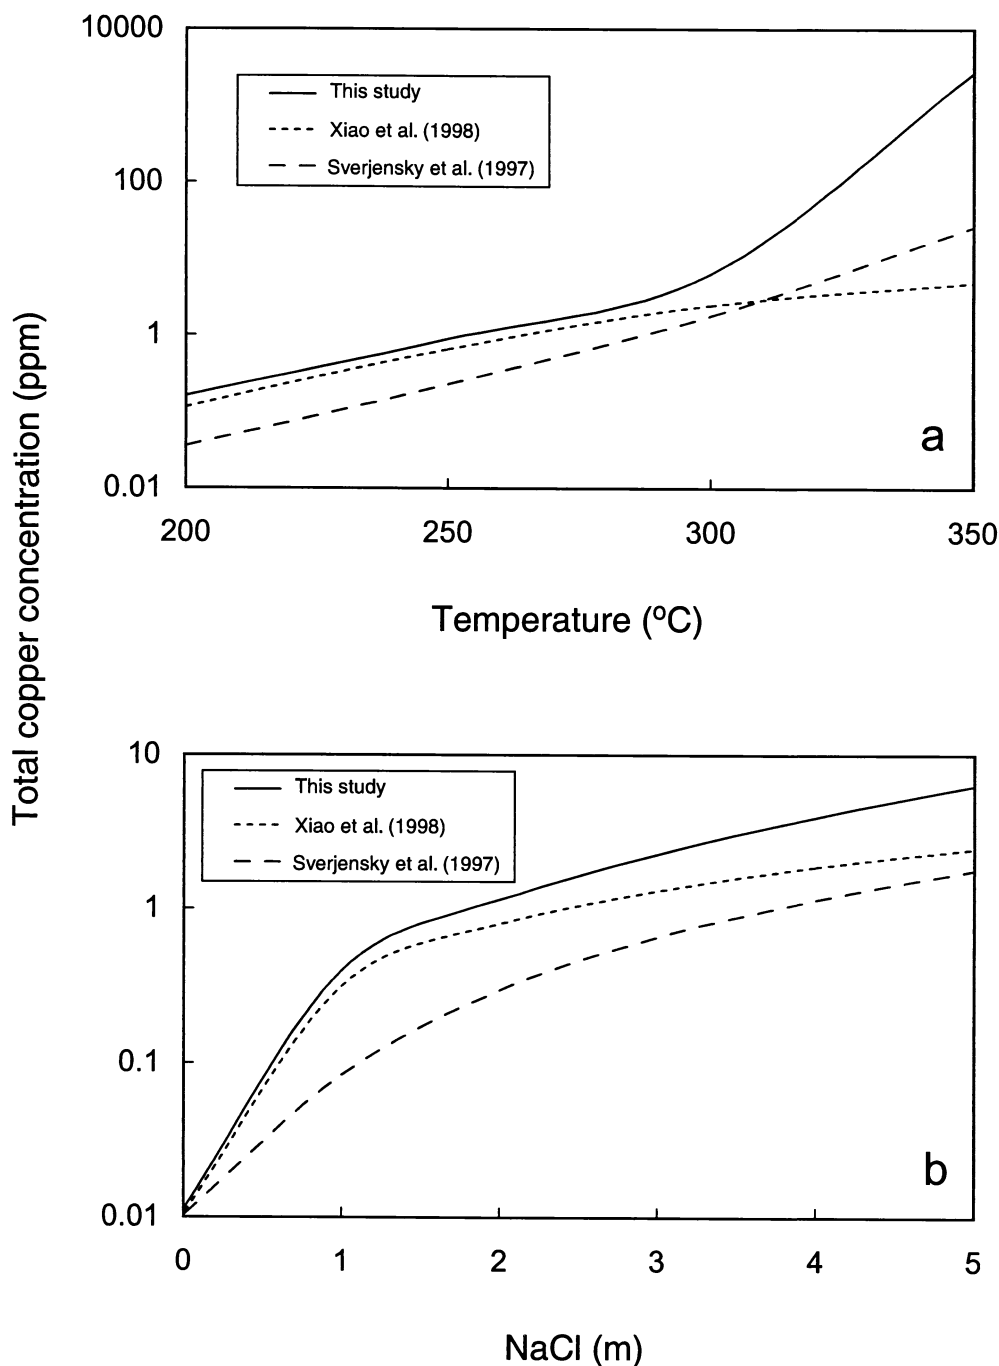 10000
This study
Xiao et al. (1998)
Sverjensky et al. (1997)
100
1
a
0.01
200 250 300 350
Temperature (ºC)
Total copper concentration (ppm)
10
This study
Xiao et al. (1998)
Sverjensky et al. (1997)
1
0.1
b
0.01
0 1 2 3 4 5
NaCl (m)